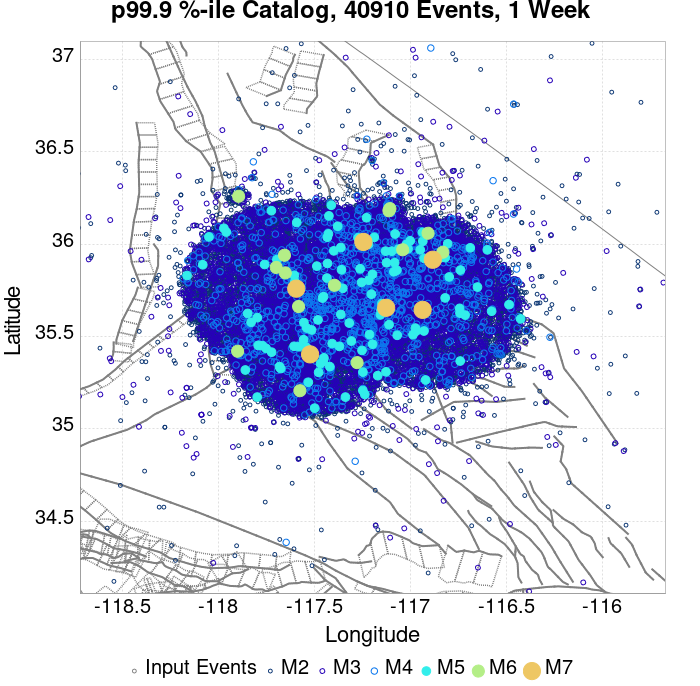 p99.9 %-ile Catalog, 40910 Events, 1 Week
37
36.5
36
35.5
35
34.5
Latitude
-118.5 -118 -117.5 -117 -116.5 -116
Longitude
Input Events M2 M3 M4 M5 M6 M7